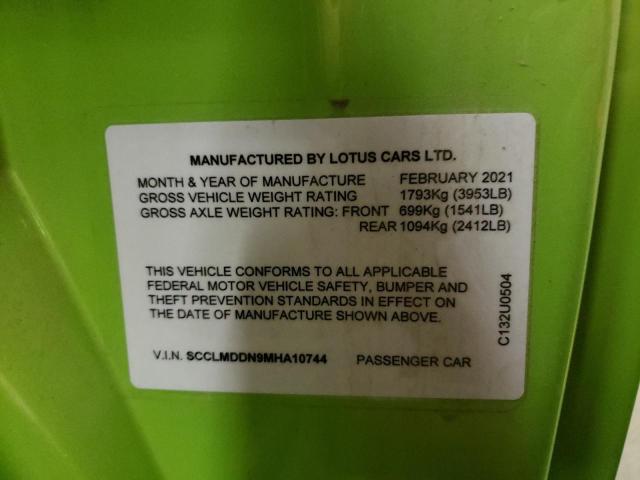 MANUFACTURED BY LOTUS CARS LTD.
MONTH & YEAR OF MANUFACTURE FEBRUARY 2021
GROSS VEHICLE WEIGHT RATING 1793Kg (3953LB)
GROSS AXLE WEIGHT RATING: FRONT 699Kg (1541LB)
REAR 1094Kg (2412LB)
THIS VEHICLE CONFORMS TO ALL APPLICABLE
FEDERAL MOTOR VEHICLE SAFETY, BUMPER AND
THEFT PREVENTION STANDARDS IN EFFECT ON
THE DATE OF MANUFACTURE SHOWN ABOVE.
V.I.N. SCCLMDDN9MHA10744 PASSENGER CAR
C132U0504